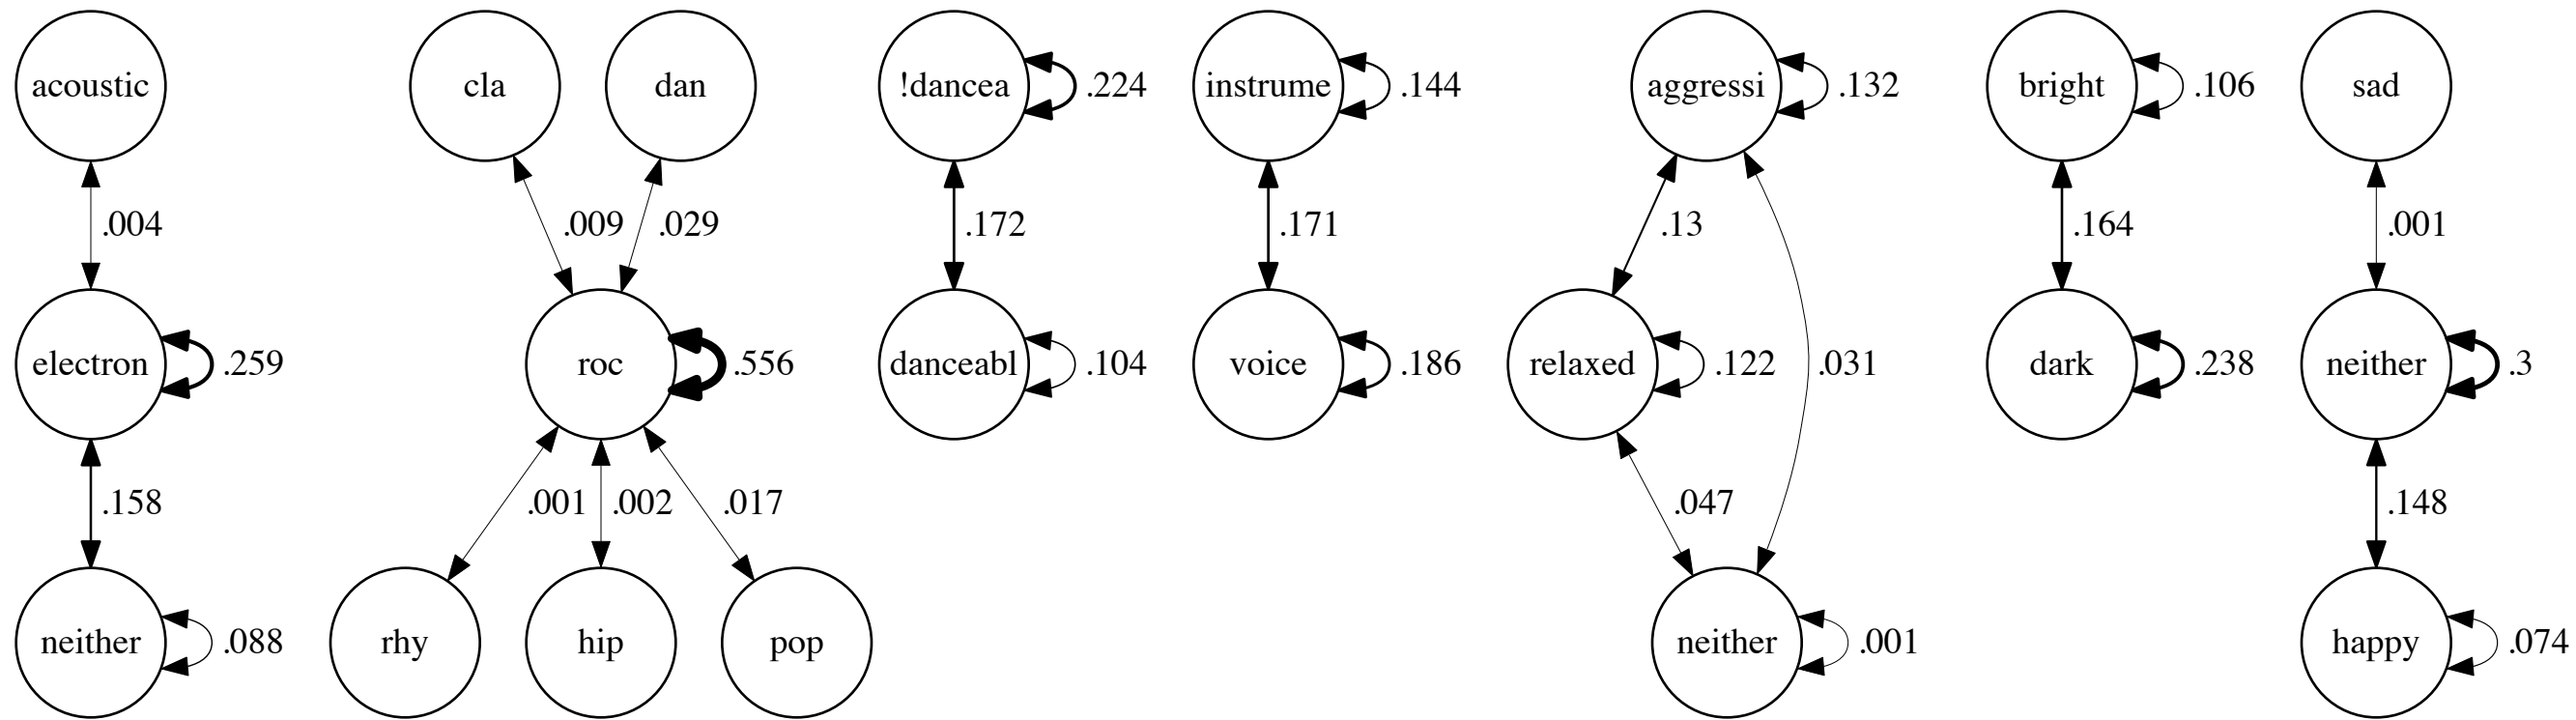 acoustic
cla
dan
!dancea
.224
instrume
.144
aggressi
.132
bright
.106
sad
.004
.009
.029
.172
.171
.13
.164
.001
electron
.259
roc
.556
danceabl
.104
voice
.186
relaxed
.122
.031
dark
.238
neither
.3
.158
.001
.002
.017
.047
.148
neither
.088
rhy
hip
pop
neither
.001
happy
.074